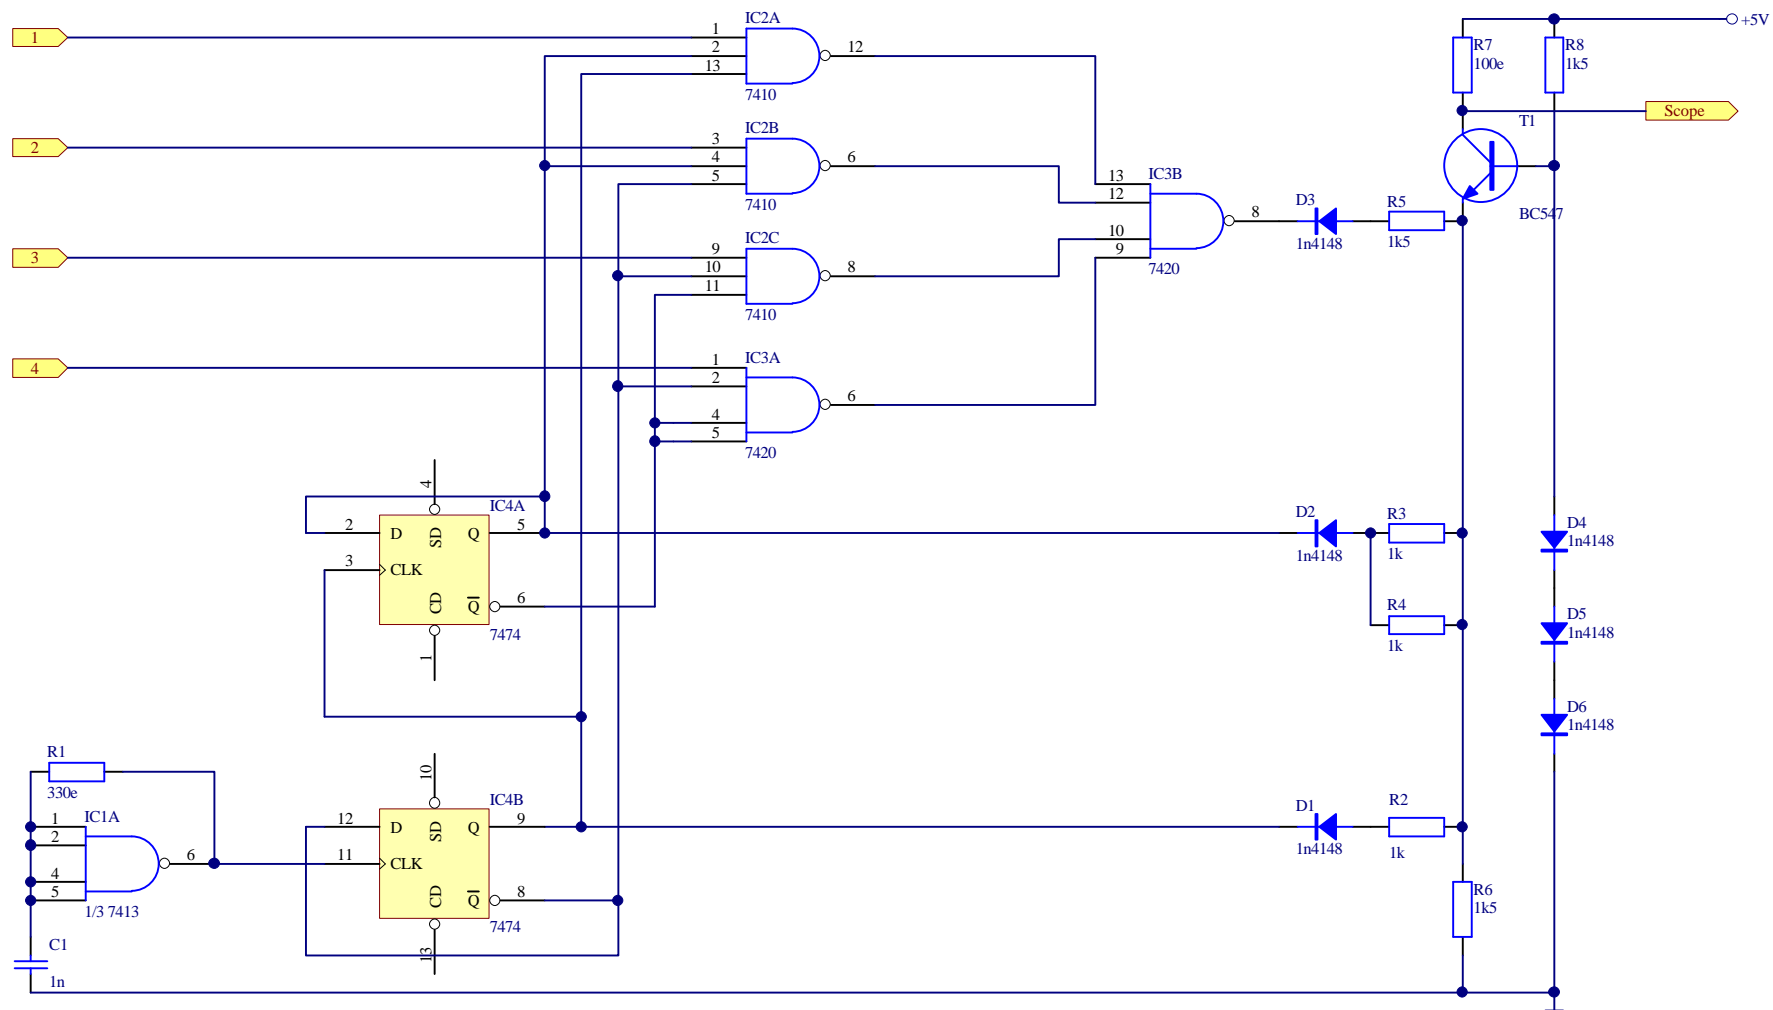 1
2
3
4
IC2A
1
2
13
12
7410
IC2B
3
4
5
6
7410
IC2C
9
10
11
8
7410
IC3A
1
2
4
5
6
7420
IC3B
13
12
10
9
8
7420
+5V
R7
100e
R8
1k5
Scope
T1
BC547
D3
1n4148
R5
1k5
IC4A
4
2
D
SD
Q
5
3
CLK
CD
Q
6
1
7474
D2
1n4148
R3
1k
R4
1k
D4
1n4148
D5
1n4148
D6
1n4148
R1
330e
IC1A
1
2
4
5
6
1/3 7413
C1
1n
IC4B
10
12
D
SD
Q
9
11
CLK
CD
Q
8
13
7474
D1
1n4148
R2
1k
R6
1k5